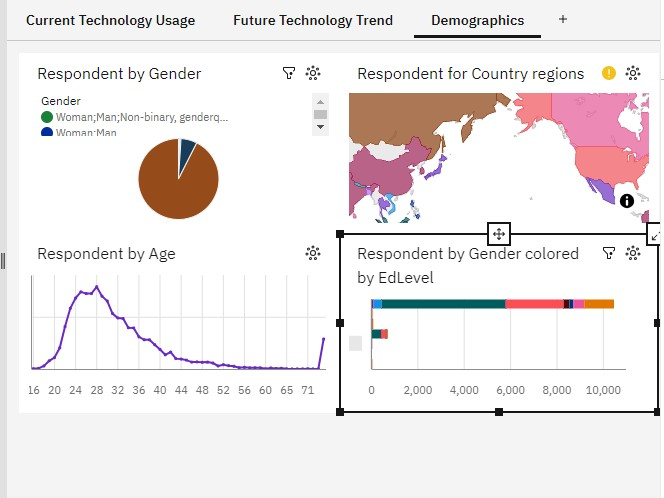 Current Technology Usage
Future Technology Trend
Demographics
+
Respondent by Gender
Gender
Woman;Man;Non-binary, genderq...
Woman;Man
Respondent for Country regions
Respondent by Age
16 20 24 28 32 36 40 44 48 52 56 60 65 71
Respondent by Gender colored
by EdLevel
0 2,000 4,000 6,000 8,000 10,000